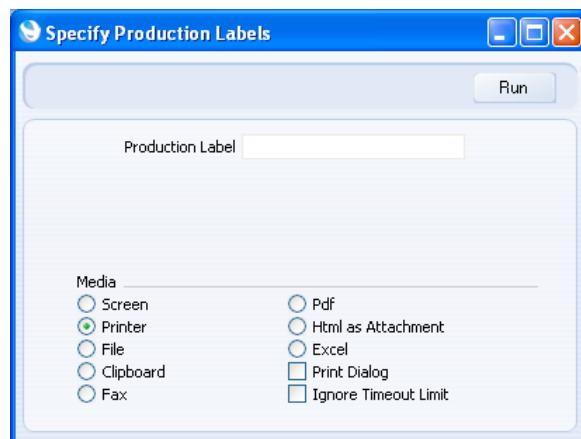 Specify Production Labels
Run
Production Label
Media
Screen
Pdf
Printer
Html as Attachment
File
Excel
Clipboard
Print Dialog
Fax
Ignore Timeout Limit